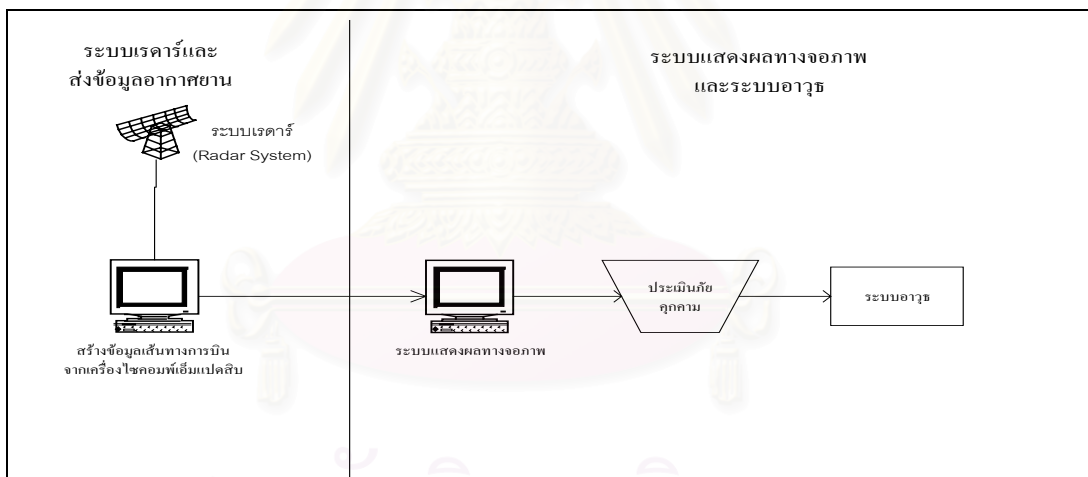 ระบบเรดาร์และ
ส่งข้อมูลอากาศยาน
ระบบแสดงผลทางจอภาพ
และระบบอาวุธ
ระบบเรดาร์
(Radar System)
ประเมินภัย
คุกคาม
ระบบอาวุธ
สร้างข้อมูลเส้นทางการบิน
จากเครื่องไซคอมพ์เอ็มแปดสิบ
ระบบแสดงผลทางจอภาพ